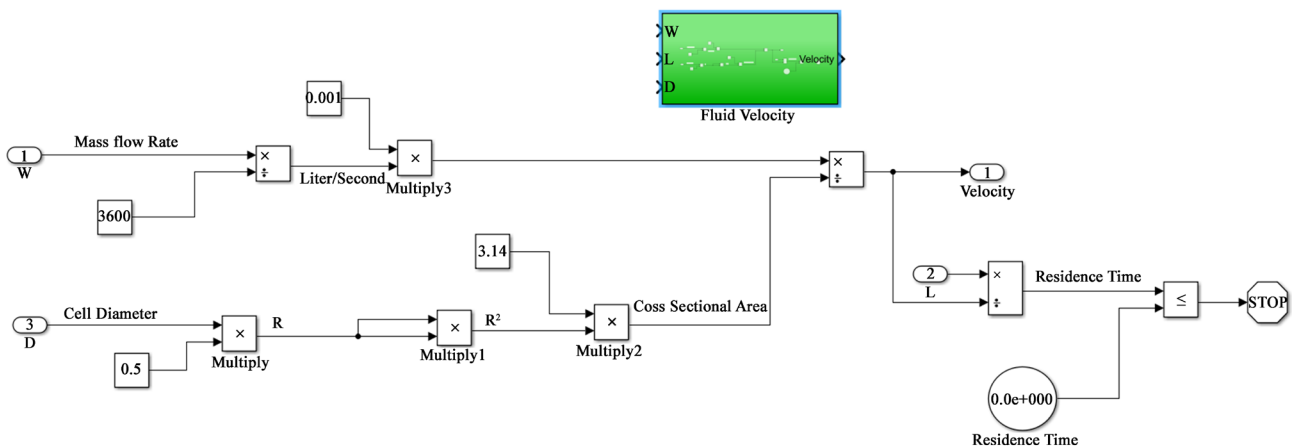 W
L
Velocity
D
Fluid Velocity
0.001
Mass flow Rate
1
W
×
÷
Liter/Second
×
Multiply3
3600
×
÷
1
Velocity
3.14
2
L
×
÷
Residence Time
≤
STOP
Cell Diameter
3
D
×
Multiply
R
0.5
×
Multiply1
R²
×
Multiply2
Coss Sectional Area
0.0e+000
Residence Time